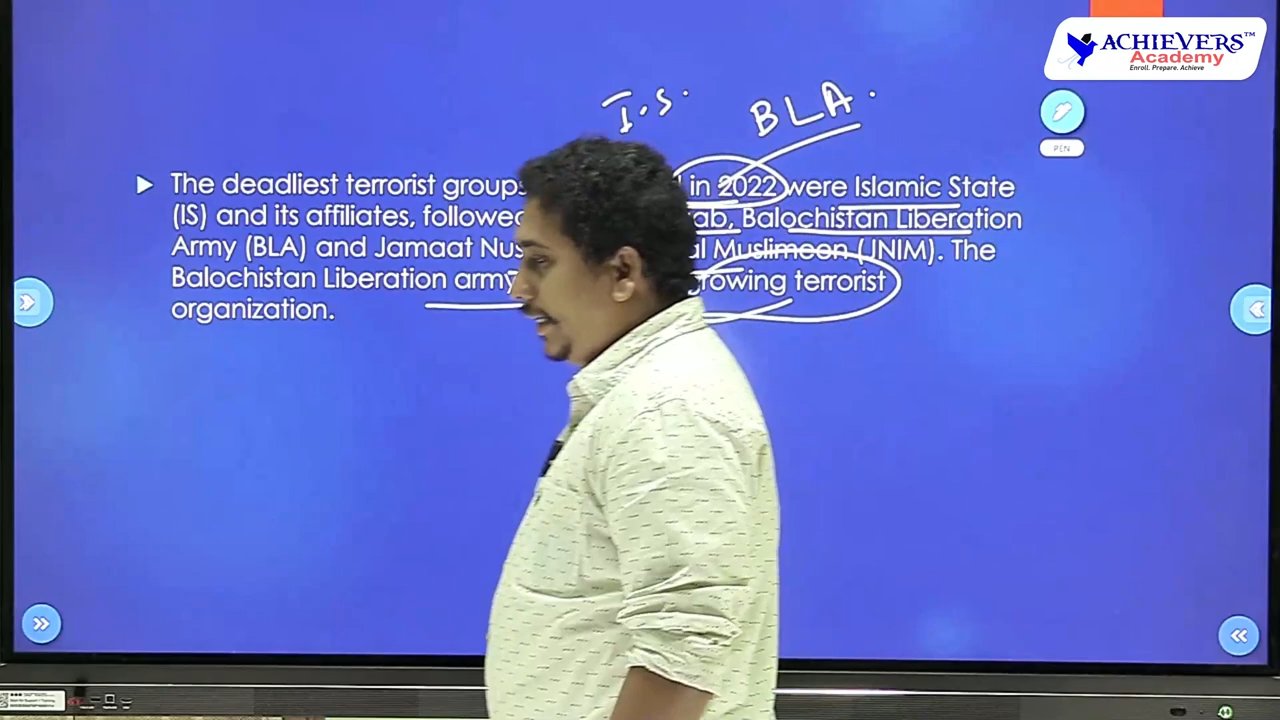 ACHIEVERS™
Academy
Enroll. Prepare. Achieve
I.S.
BLA.
PEN
The deadliest terrorist groups in 2022 were Islamic State
(IS) and its affiliates, followed Balochistan Liberation
Army (BLA) and Jamaat Muslimeen (JNIM). The
Balochistan Liberation army growing terrorist
organization.